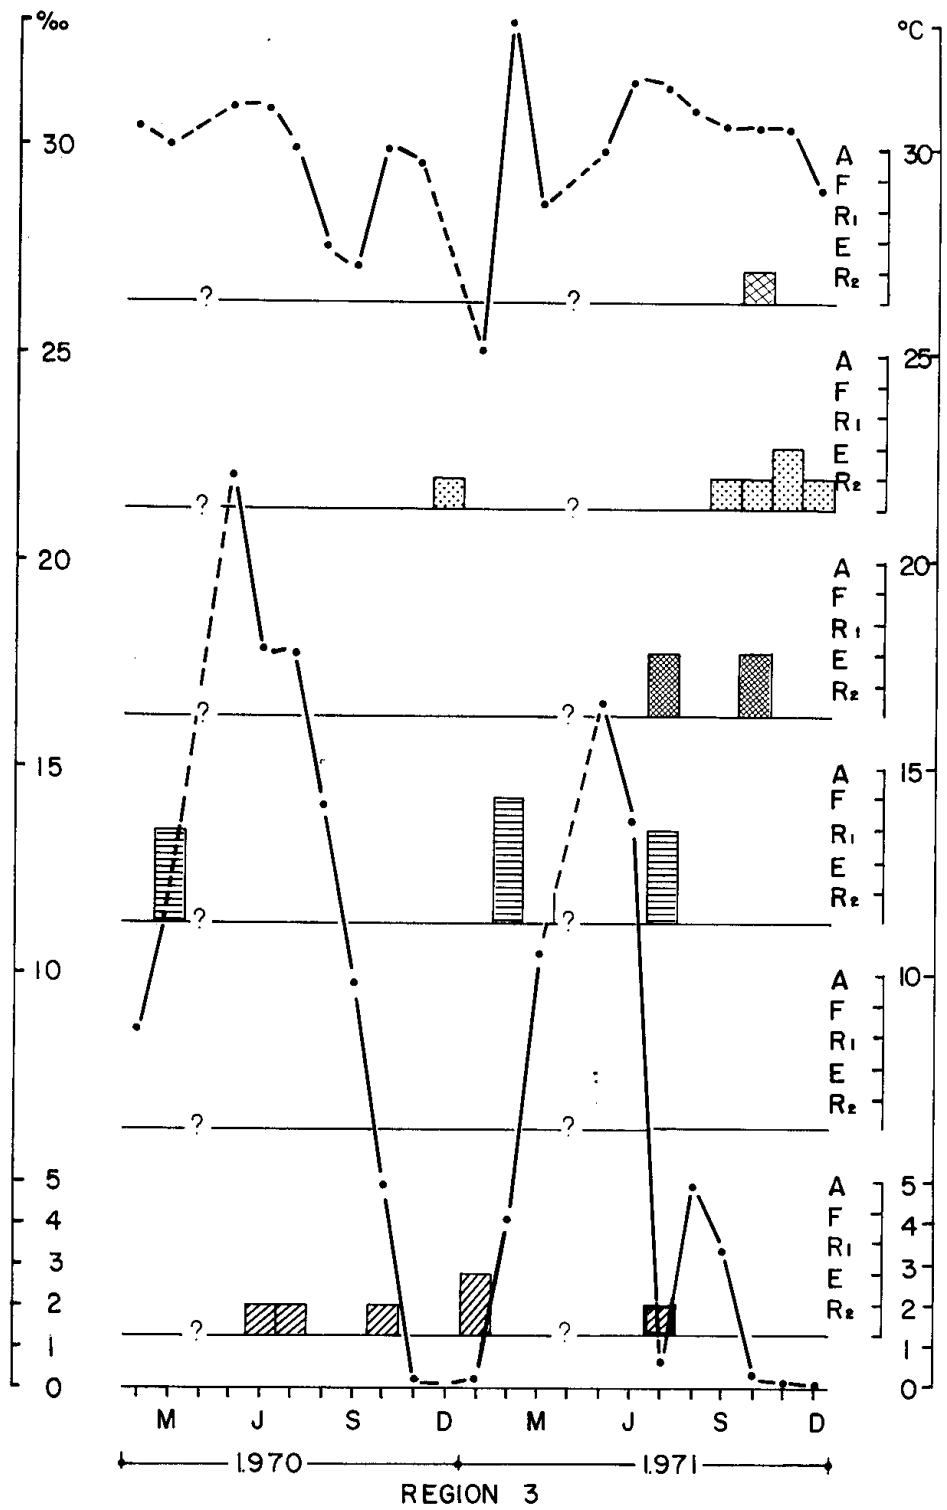 ‰ °C
30 A 30
F
R1
E
R2
?
?
25 A 25
F
R1
E
R2
?
?
20 A 20
F
R1
E
R2
?
?
15 A 15
F
R1
E
R2
?
?
10 A 10
F
R1
E
R2
?
?
5 A 5
4 F 4
3 R1 3
E
2 R2 2
?
?
1 1
0 0
M J S D M J S D
1.970 1.971
REGION 3